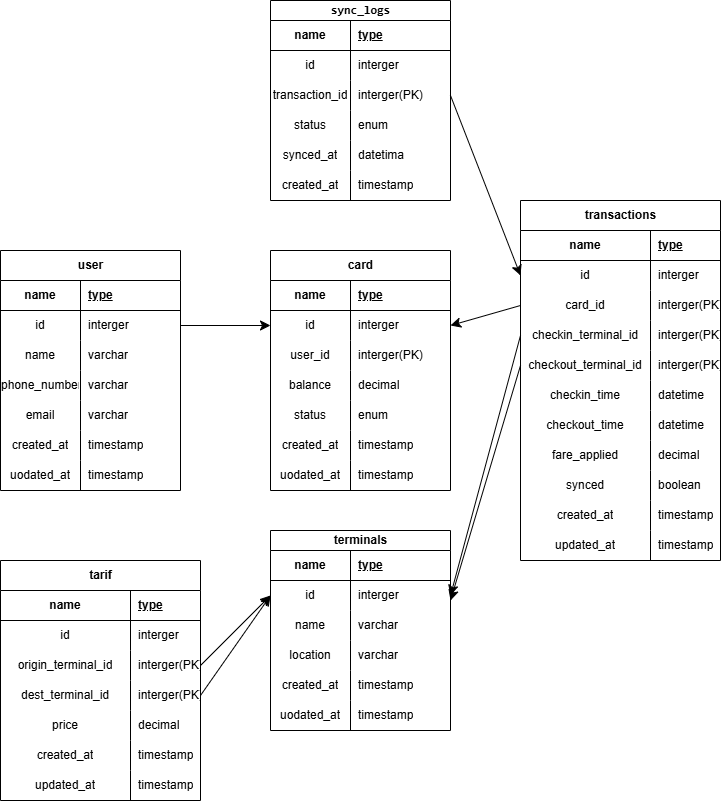 sync_logs
name type
id interger
transaction_id interger(PK)
status enum
synced_at datetima
created_at timestamp
transactions
name type
id interger
card_id interger(PK
checkin_terminal_id interger(PK
checkout_terminal_id interger(PK
checkin_time datetime
checkout_time datetime
fare_applied decimal
synced boolean
created_at timestamp
updated_at timestamp
user
name type
id interger
name varchar
phone_number varchar
email varchar
created_at timestamp
uodated_at timestamp
card
name type
id interger
user_id interger(PK)
balance decimal
status enum
created_at timestamp
uodated_at timestamp
terminals
name type
id interger
name varchar
location varchar
created_at timestamp
uodated_at timestamp
tarif
name type
id interger
origin_terminal_id interger(PK
dest_terminal_id interger(PK
price decimal
created_at timestamp
updated_at timestamp